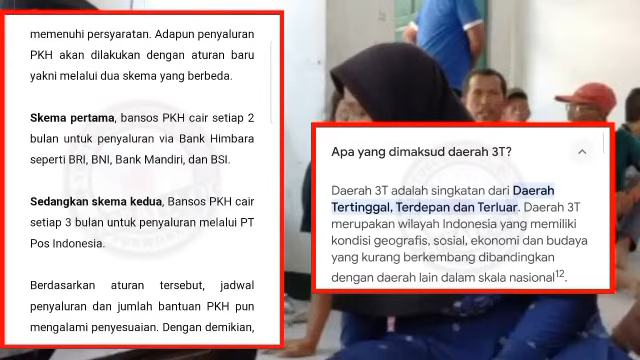 memenuhi persyaratan. Adapun penyaluran
PKH akan dilakukan dengan aturan baru
yakni melalui dua skema yang berbeda.
Skema pertama, bansos PKH cair setiap 2
bulan untuk penyaluran via Bank Himbara
seperti BRI, BNI, Bank Mandiri, dan BSI.
Sedangkan skema kedua, Bansos PKH cair
setiap 3 bulan untuk penyaluran melalui PT
Pos Indonesia.
Berdasarkan aturan tersebut, jadwal
penyaluran dan jumlah bantuan PKH pun
mengalami penyesuaian. Dengan demikian,
Apa yang dimaksud daerah 3T?
Daerah 3T adalah singkatan dari Daerah
Tertinggal, Terdepan dan Terluar. Daerah 3T
merupakan wilayah Indonesia yang memiliki
kondisi geografis, sosial, ekonomi dan budaya
yang kurang berkembang dibandingkan
dengan daerah lain dalam skala nasional¹².